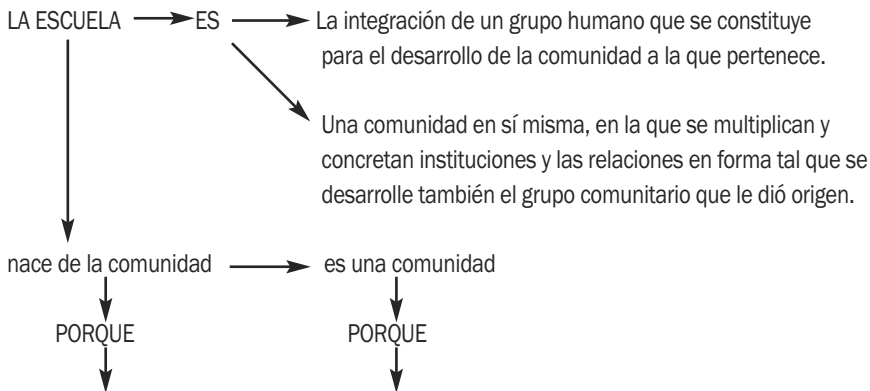 LA ESCUELA ES La integración de un grupo humano que se constituye
para el desarrollo de la comunidad a la que pertenece.
Una comunidad en sí misma, en la que se multiplican y
concretan instituciones y las relaciones en forma tal que se
desarrolle también el grupo comunitario que le dió origen.
nace de la comunidad es una comunidad
PORQUE PORQUE